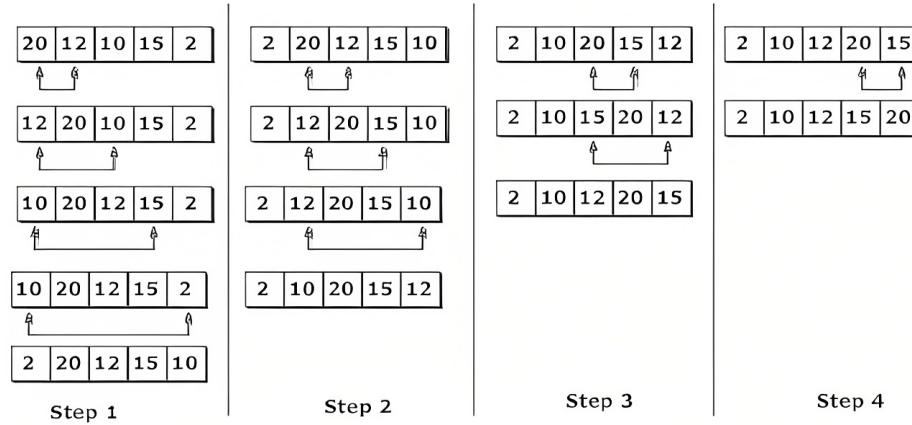 20 12 10 15 2
12 20 10 15 2
10 20 12 15 2
10 20 12 15 2
2 20 12 15 10
Step 1
2 20 12 15 10
2 12 20 15 10
2 12 20 15 10
2 10 20 15 12
Step 2
2 10 20 15 12
2 10 15 20 12
2 10 12 20 15
Step 3
2 10 12 20 15
2 10 12 15 20
Step 4